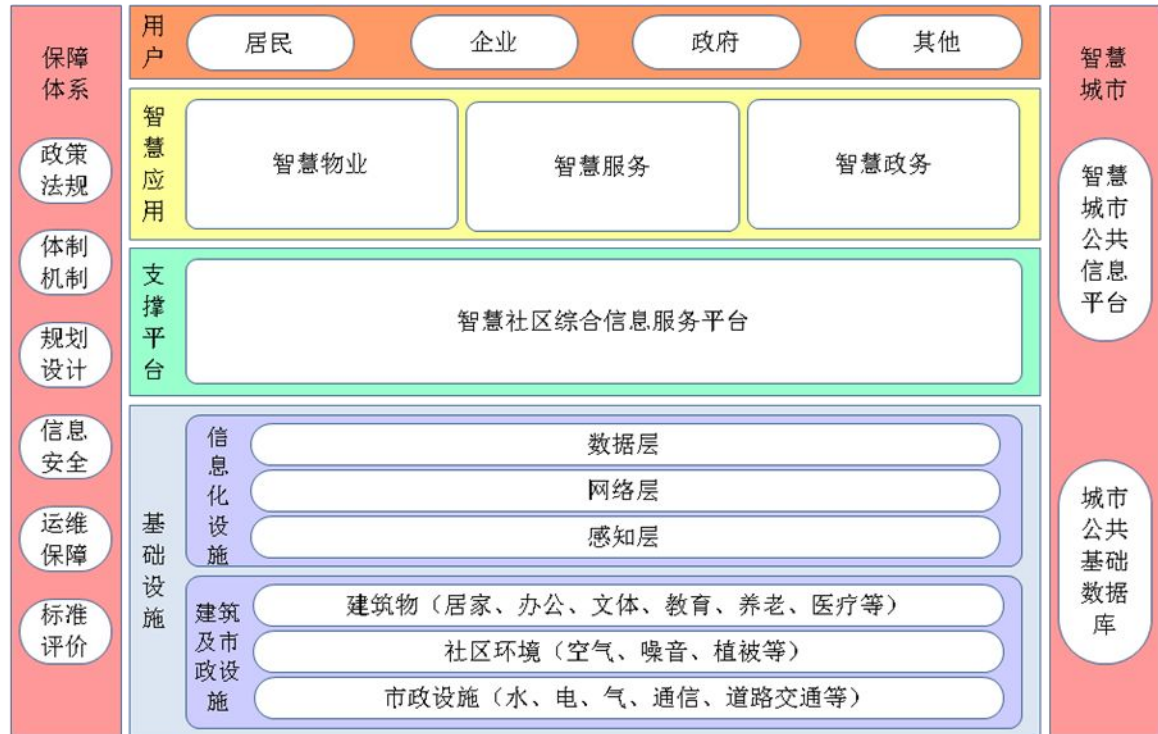 保障
体系
政策
法规
体制
机制
规划
设计
信息
安全
运维
保障
标准
评价
用
户
居民
企业
政府
其他
智
慧
应
用
智慧物业
智慧服务
智慧政务
支
撑
平
台
智慧社区综合信息服务平台
基
础
设
施
信
息
化
设
施
数据层
网络层
感知层
建筑
及市
政设
施
建筑物（居家、办公、文体、教育、养老、医疗等）
社区环境（空气、噪音、植被等）
市政设施（水、电、气、通信、道路交通等）
智慧
城市
智慧
城市
公共
信息
平台
城市
公共
基础
数据
库